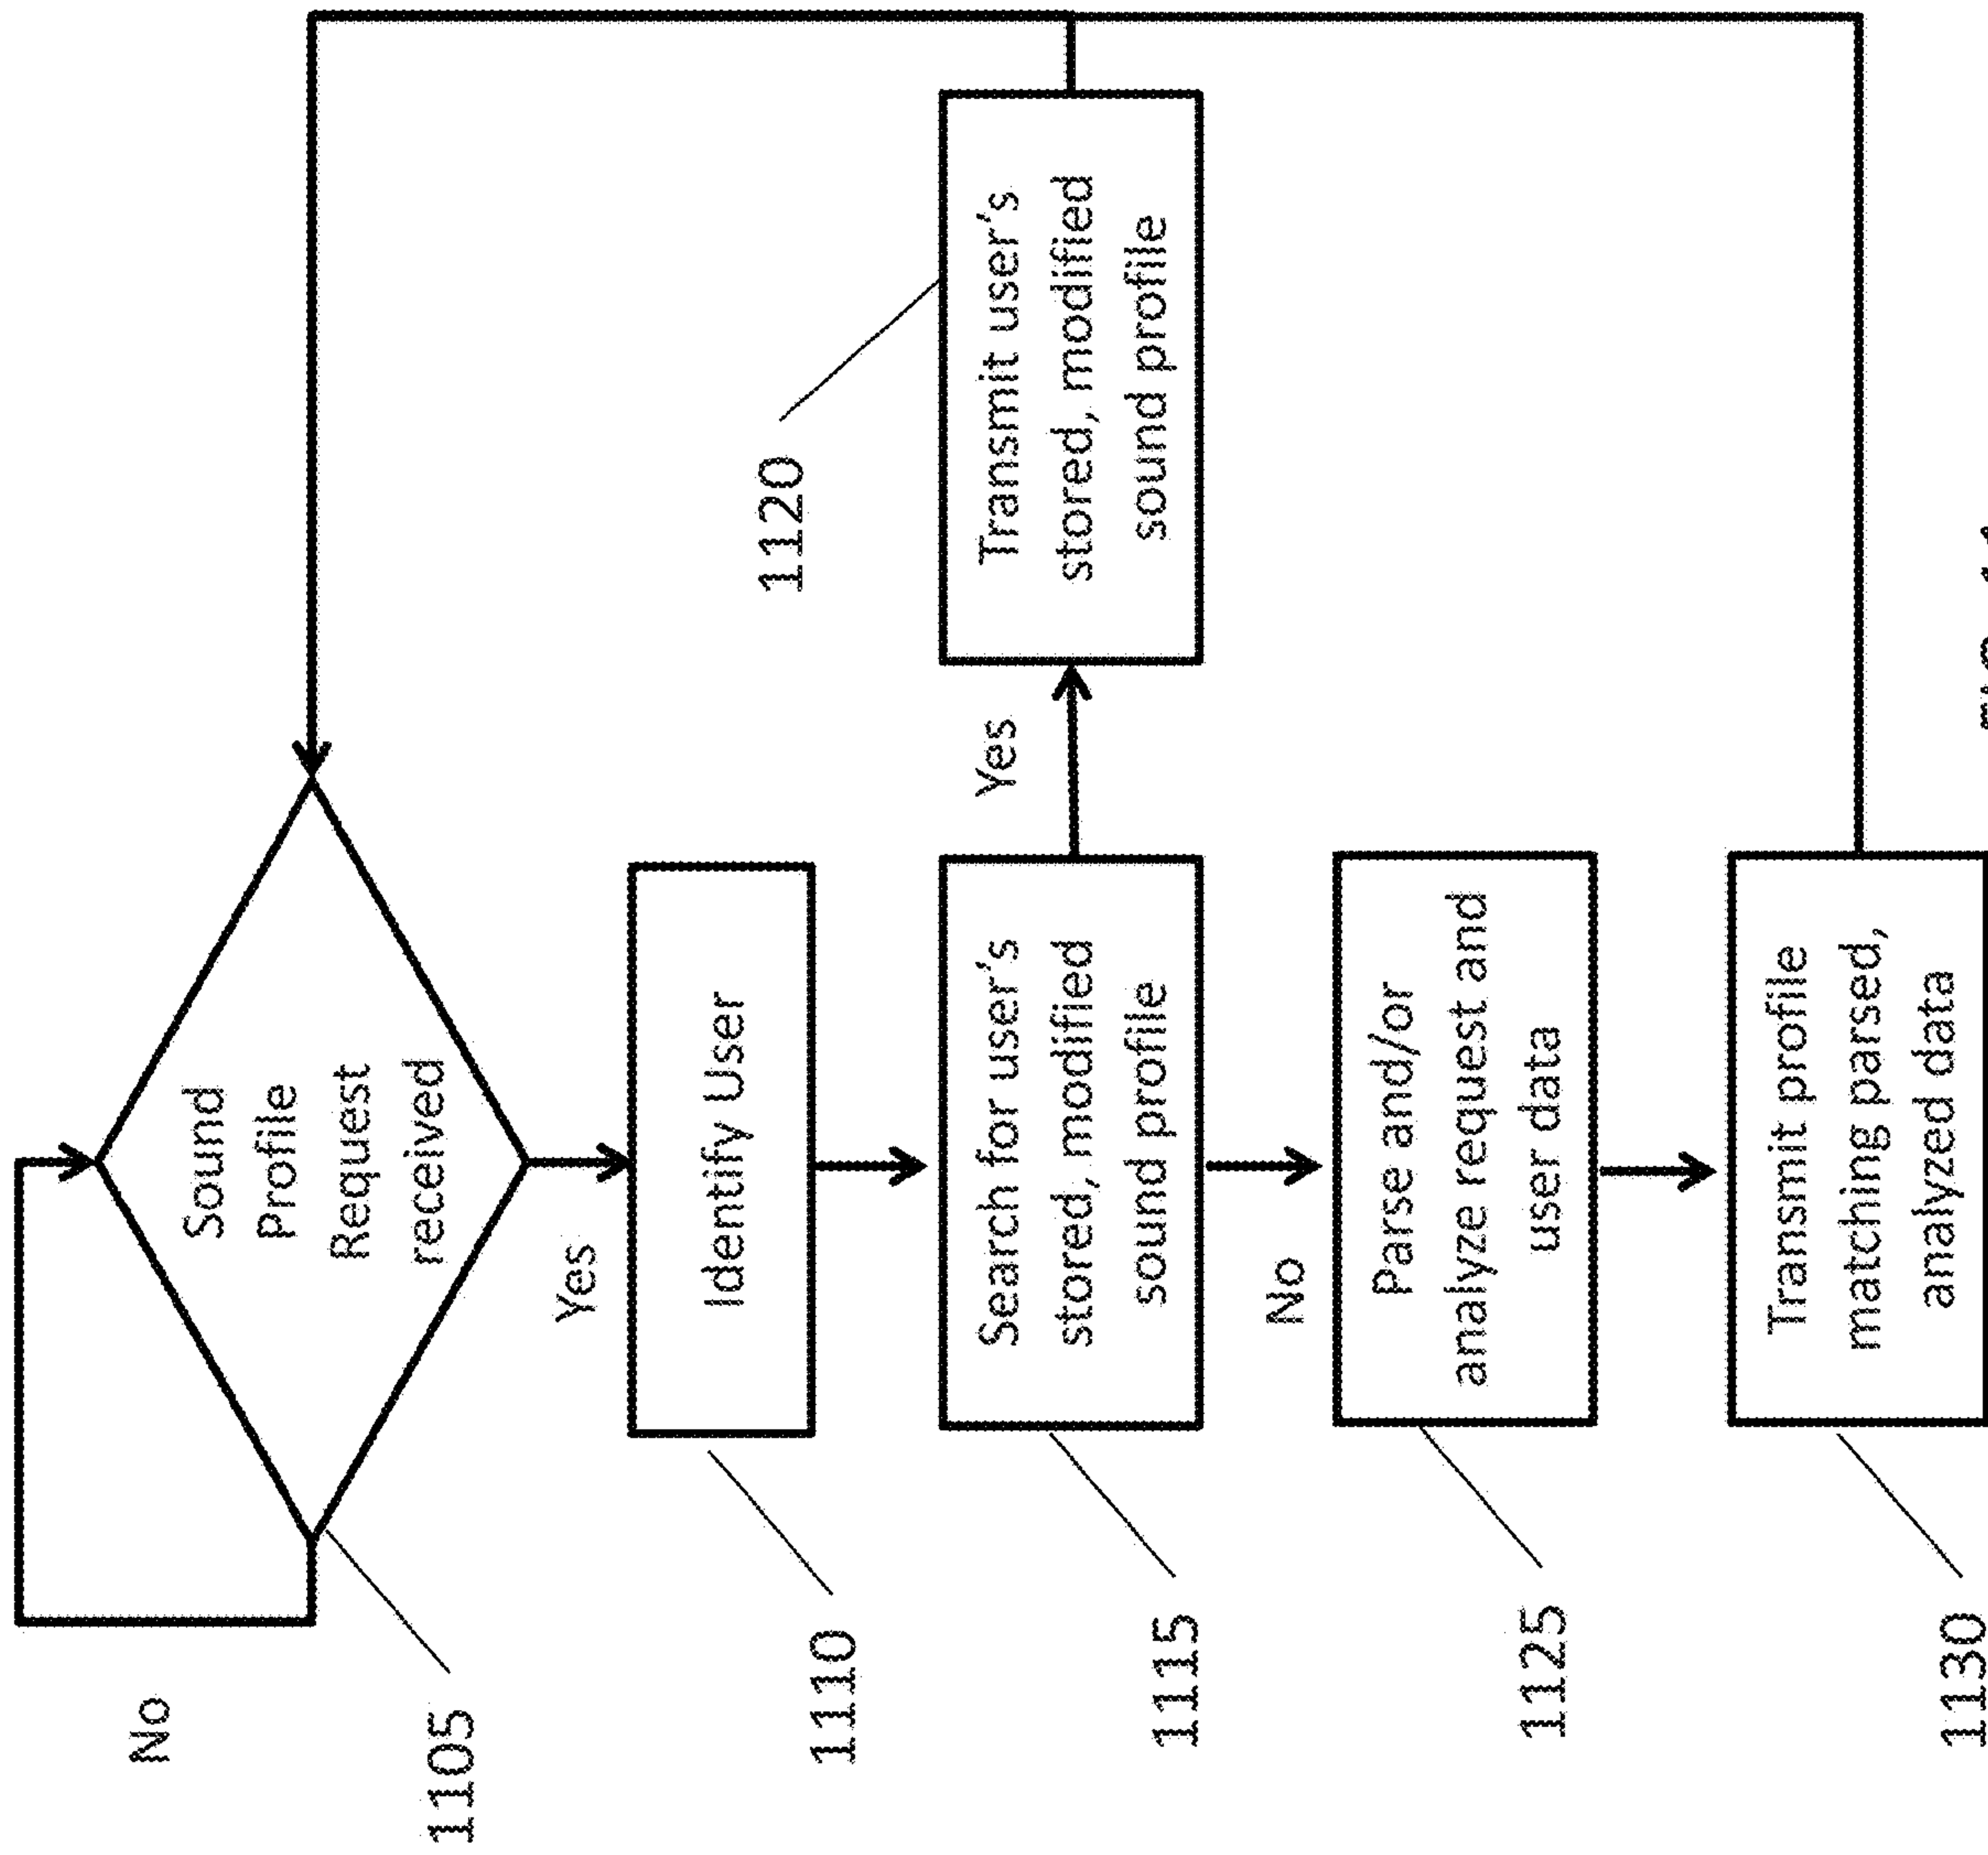 No
1105
Sound
Profile
Request
received
Yes
1110
Identify User
1115
Search for user's
stored, modified
sound profile
Yes
1120
Transmit user's
stored, modified
sound profile
No
1125
Parse and/or
analyze request and
user data
1130
Transmit profile
matching parsed,
analyzed data